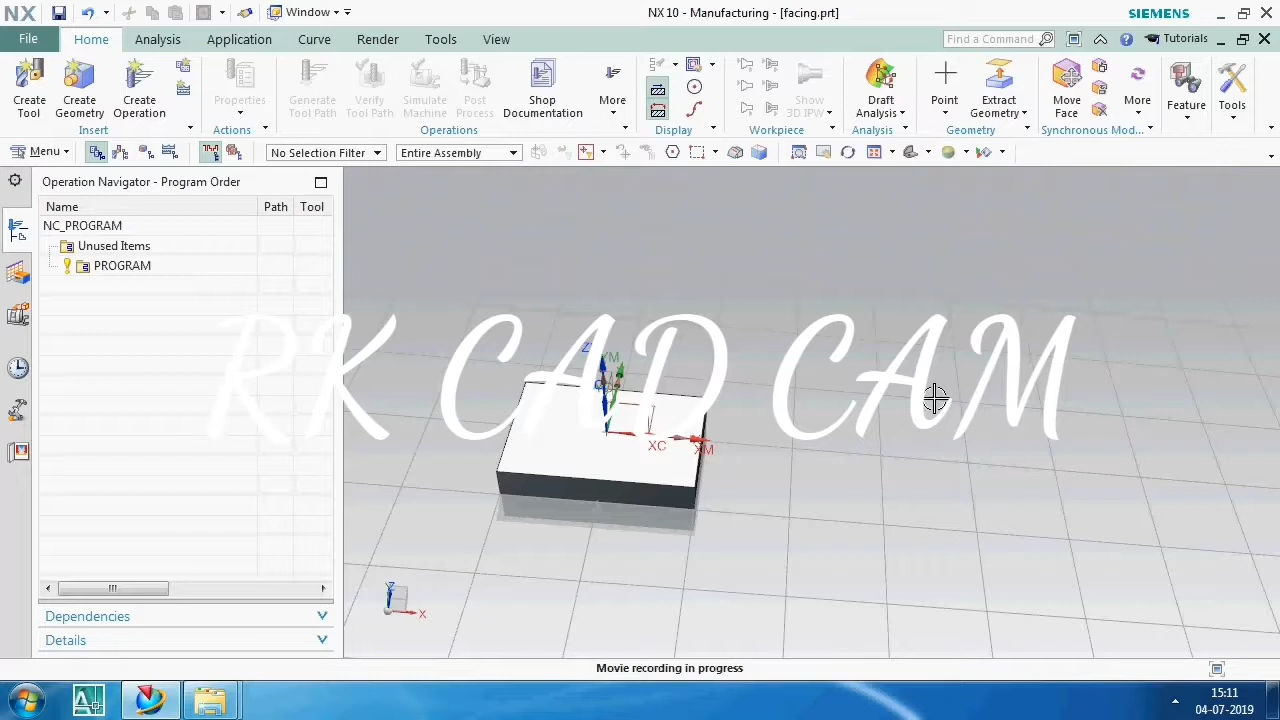 NX
Window
NX 10 - Manufacturing - [facing.prt]
SIEMENS
File
Home
Analysis
Application
Curve
Render
Tools
View
Find a Command
Tutorials
Create Tool
Create Geometry
Create Operation
Properties
Generate Tool Path
Verify Tool Path
Simulate Machine
Post Process
Shop Documentation
More
Show 3D IPW
Draft Analysis
Point
Extract Geometry
Move Face
More
Feature
Tools
Insert
Actions
Operations
Display
Workpiece
Analysis
Geometry
Synchronous Mod...
Menu
No Selection Filter
Entire Assembly
Operation Navigator - Program Order
Name
Path
Tool
NC_PROGRAM
Unused Items
PROGRAM
RK CAD CAM
YM
XC
XM
Z
X
Dependencies
Details
Movie recording in progress
15:11
04-07-2019